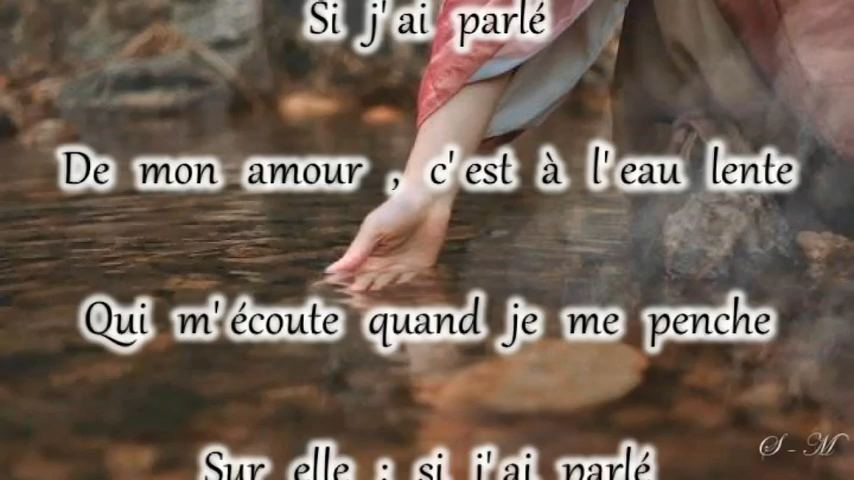 Si j'ai parlé
De mon amour , c'est à l'eau lente
Qui m'écoute quand je me penche
Sur elle ; si j'ai parlé
S - M